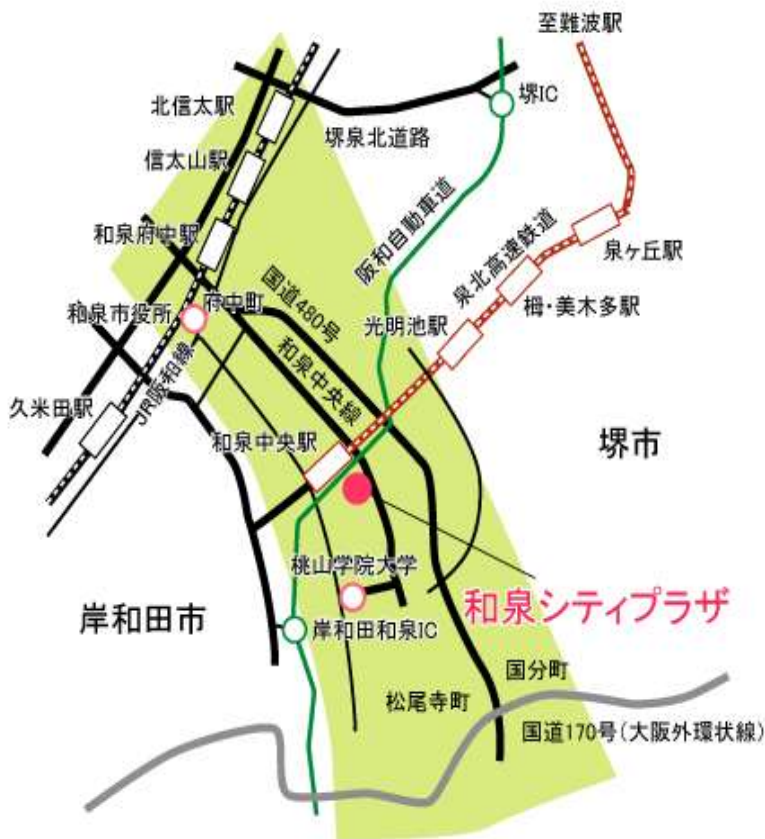 至難波駅
北信太駅
堺IC
堺泉北道路
信太山駅
阪和自動車道
和泉府中駅
泉北高速鉄道
泉ヶ丘駅
国道480号
府中町
和泉市役所
栂・美木多駅
光明池駅
和泉中央線
JR阪和線
久米田駅
和泉中央駅
堺市
桃山学院大学
和泉シティプラザ
岸和田市
岸和田和泉IC
国分町
松尾寺町
国道170号(大阪外環状線)